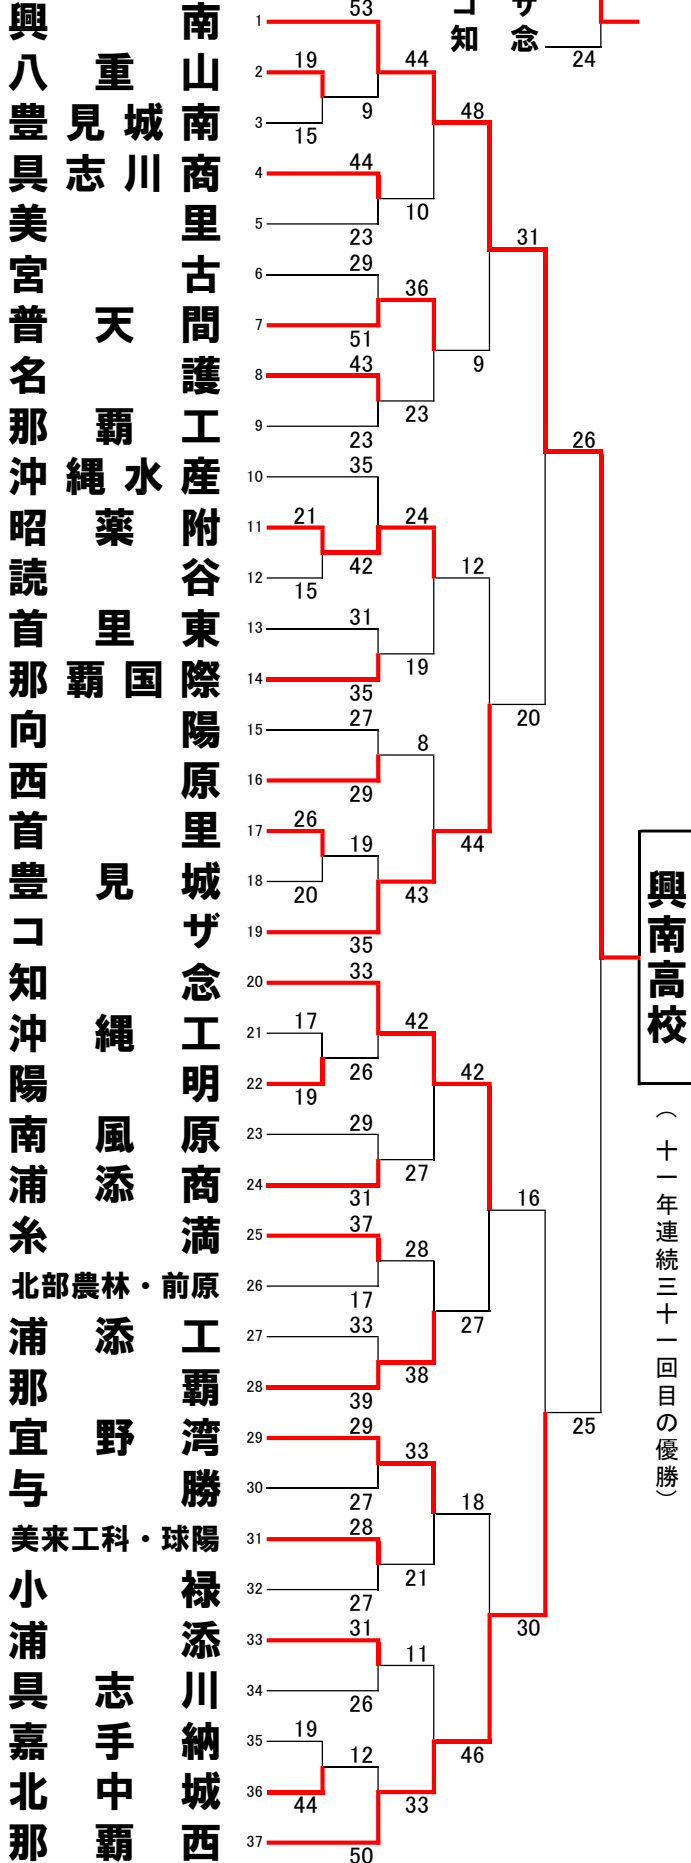 コ ザ
知 念
24
興 南 1 53
八 重 山 2 19
44
豊 見 城 南 3 15
9
48
具 志 川 商 4 44
10
美 里 5 23
31
宮 古 6 29
36
普 天 間 7 51
9
名 護 8 43
23
那 覇 工 9 23
26
沖 縄 水 産 10 35
昭 薬 附 11 21
24
読 谷 12 15
42
12
首 里 東 13 31
19
那 覇 国 際 14 35
20
向 陽 15 27
8
西 原 16 29
首 里 17 26
19
44
豊 見 城 18 20
43
コ ザ 19 35
知 念 20 33
沖 縄 工 21 17
42
陽 明 22 19
26
42
南 風 原 23 29
27
浦 添 商 24 31
16
糸 満 25 37
28
北部農林・前原 26 17
27
浦 添 工 27 33
38
那 覇 28 39
25
宜 野 湾 29 29
33
与 勝 30 27
18
美来工科・球陽 31 28
21
小 禄 32 27
30
浦 添 33 31
11
具 志 川 34 26
嘉 手 納 35 19
12
46
北 中 城 36 44
33
那 覇 西 37 50
興南高校
（十一年連続三十一回目の優勝）